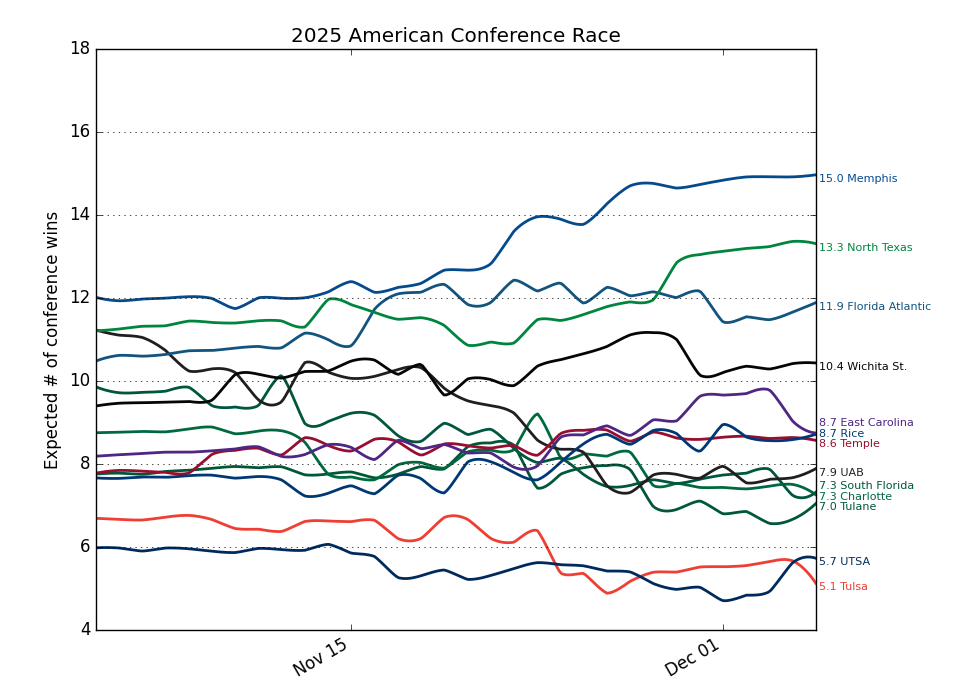 2025 American Conference Race
Expected # of conference wins
18
16
14
12
10
8
6
4
Nov 15
Dec 01
15.0 Memphis
13.3 North Texas
11.9 Florida Atlantic
10.4 Wichita St.
8.7 East Carolina
8.7 Rice
8.6 Temple
7.9 UAB
7.3 South Florida
7.3 Charlotte
7.0 Tulane
5.7 UTSA
5.1 Tulsa